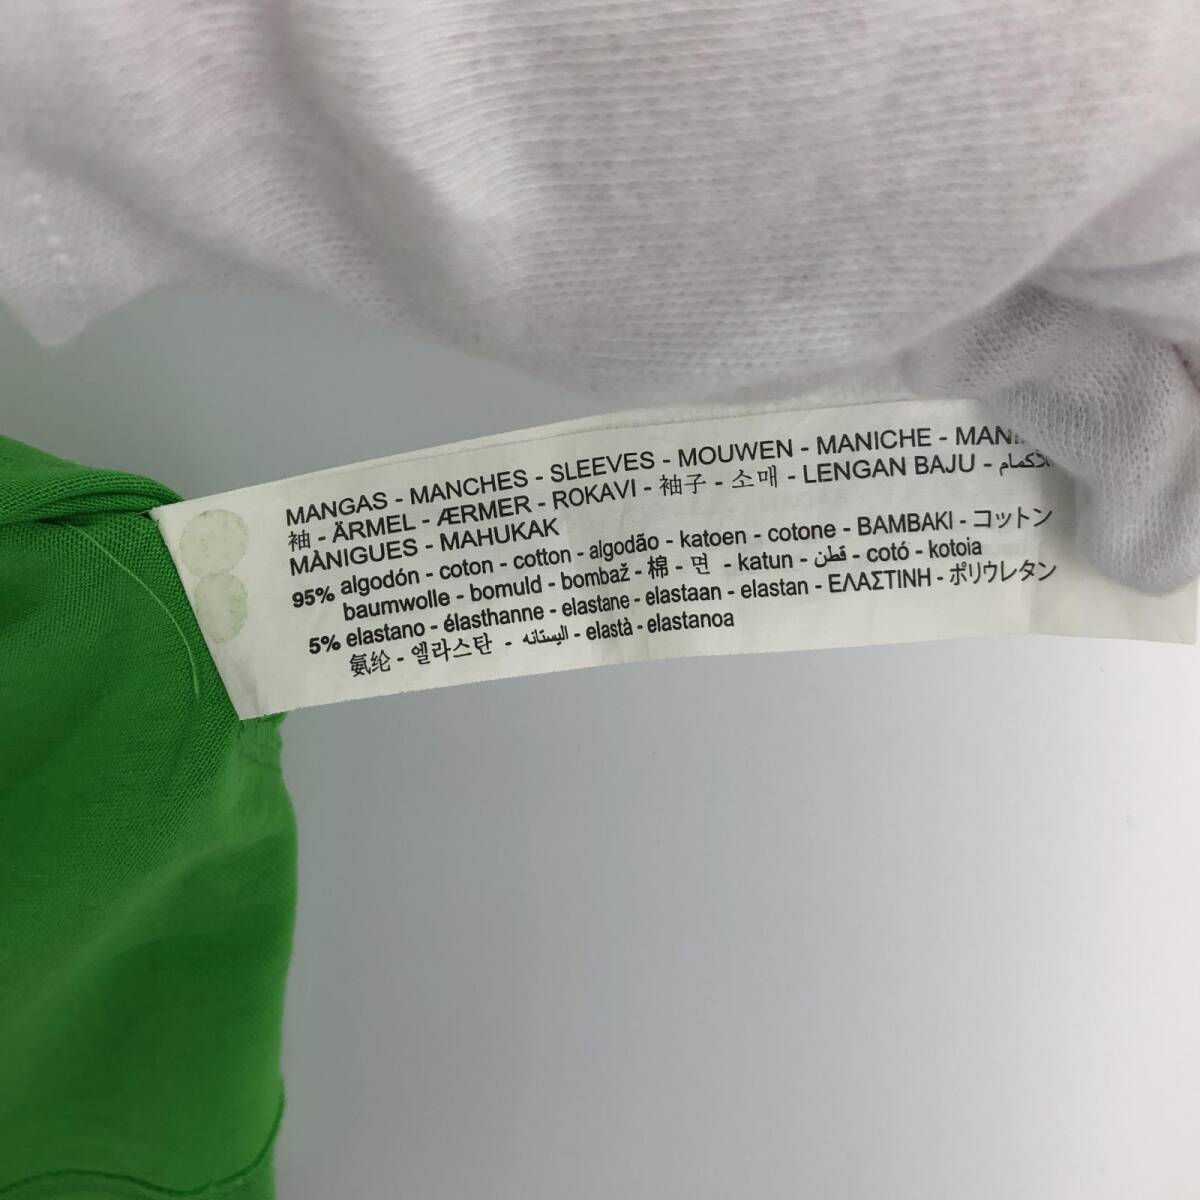 MANGAS - MANCHES - SLEEVES - MOUWEN - MANICHE -
袖 - ÄRMEL - ÆRMER - ROKAVI - 袖子 - 소매 - LENGAN BAJU - الأكمام
MÀNIGUES - MAHUKAK
95% algodón - coton - cotton - algodão - katoen - cotone - BAMBAKI - コットン
baumwolle - bomuld - bombaž - 棉 - 면 - katun - قطن - cotó - kotoia
5% elastano - élasthanne - elastane - elastaan - elastan - ΕΛΑΣΤΙΝΗ - ポリウレタン
氨纶 - 엘라스탄 - اليستانه - elastà - elastanoa